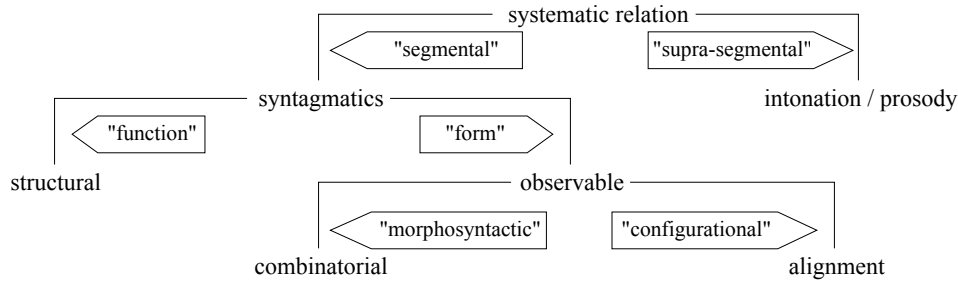 systematic relation
"segmental" "supra-segmental"
syntagmatics intonation / prosody
"function" "form"
structural observable
"morphosyntactic" "configurational"
combinatorial alignment